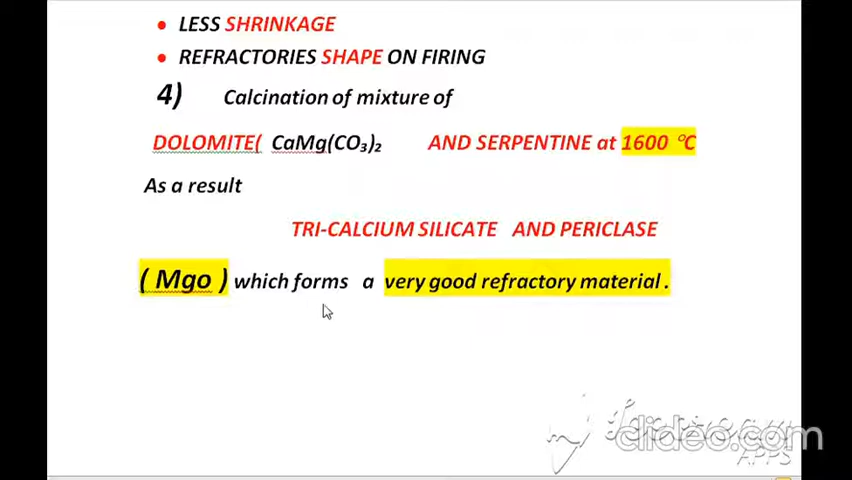 • LESS SHRINKAGE
• REFRACTORIES SHAPE ON FIRING
4) Calcination of mixture of
DOLOMITE( CaMg(CO₃)₂ AND SERPENTINE at 1600 °C
As a result
TRI-CALCIUM SILICATE AND PERICLASE
( Mgo ) which forms a very good refractory material .
clideo.com
APPS